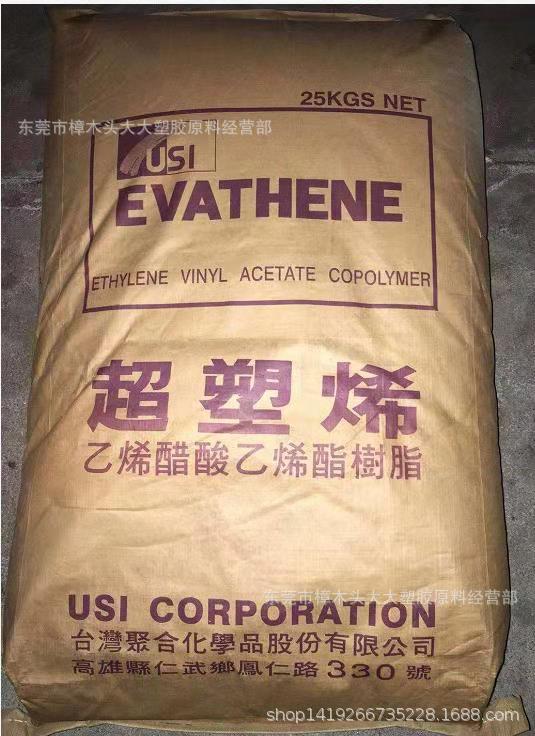 25KGS NET
东莞市樟木头大大塑胶原料经营部
USI
EVATHENE
ETHYLENE VINYL ACETATE COPOLYMER
超塑烯
乙烯醋酸乙烯酯樹脂
东莞市樟木头大大塑胶原料经营部
USI CORPORATION
台灣聚合化學品股份有限公司
高雄縣仁武鄉鳳仁路330號
shop1419266735228.1688.com